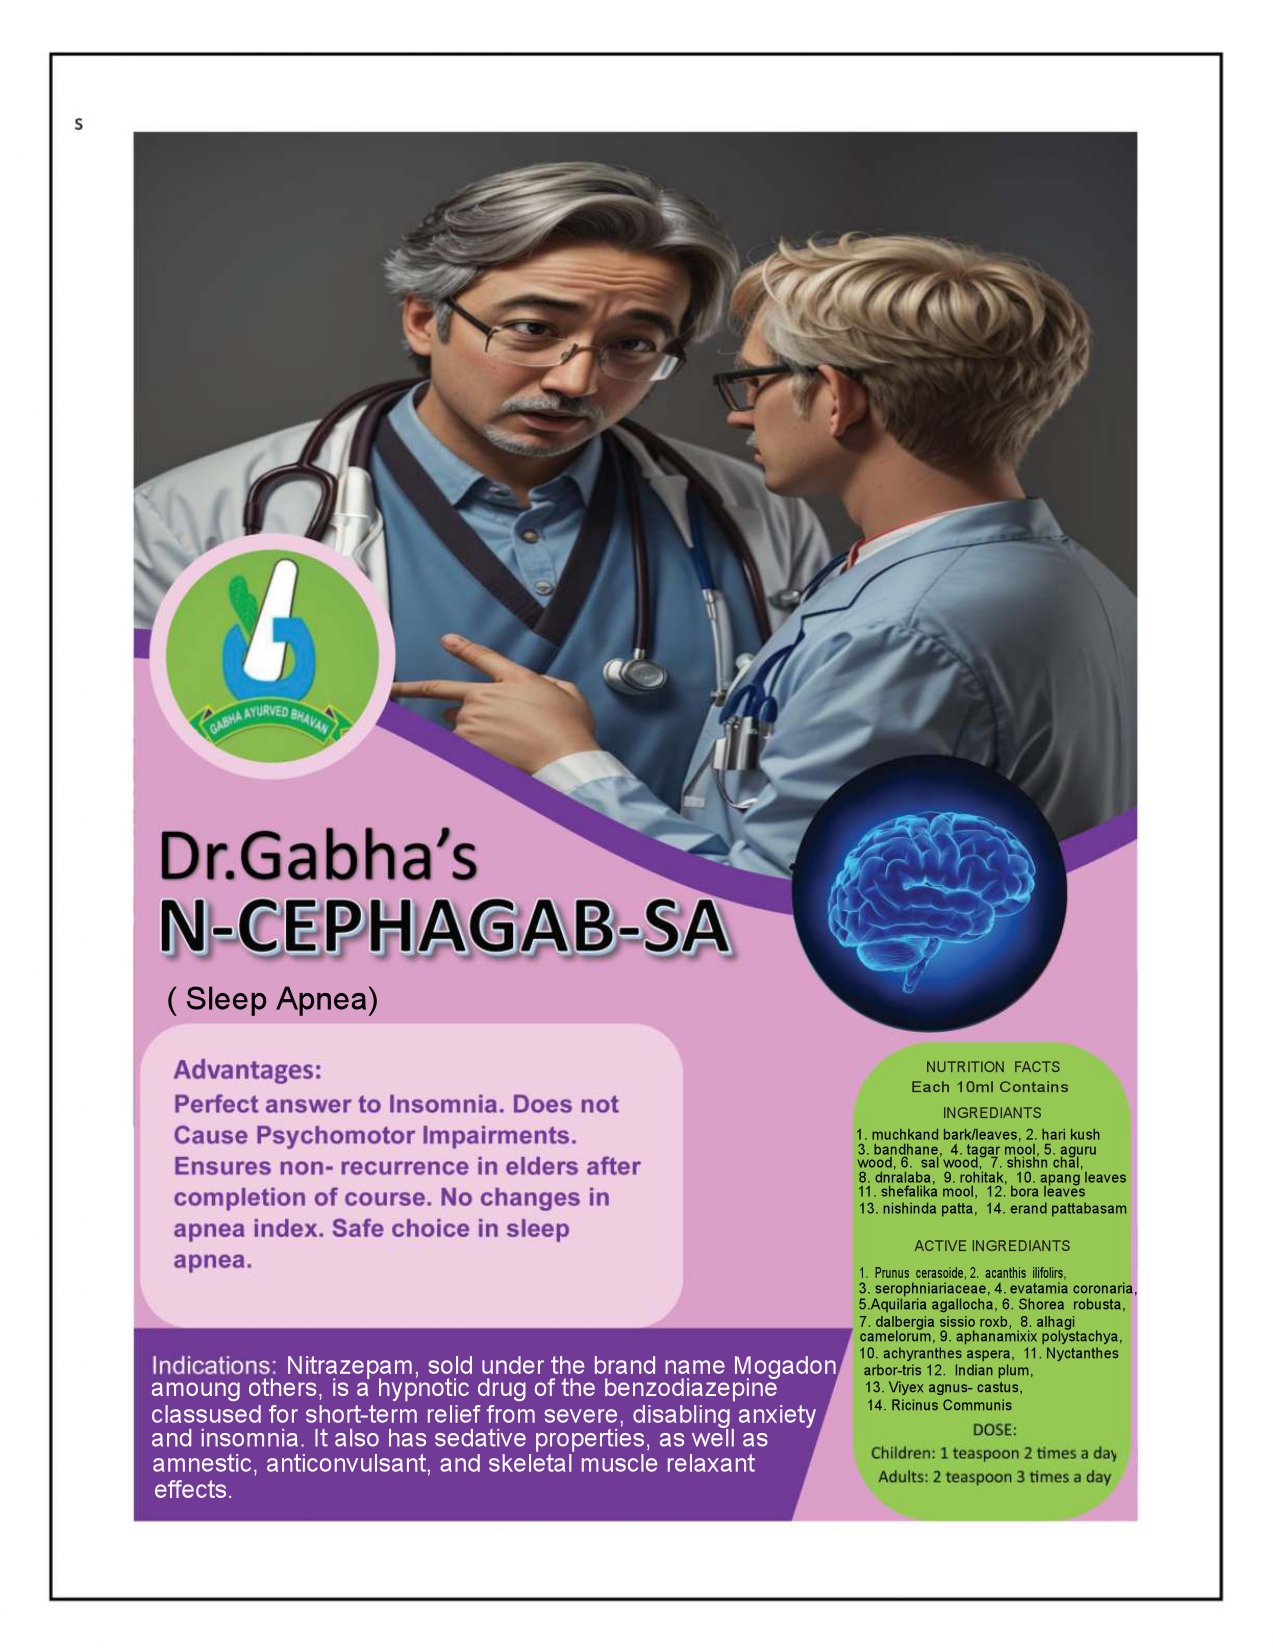 S
GABHA AYURVED BHAVAN
Dr.Gabha's
N-CEPHAGAB-SA
( Sleep Apnea)
Advantages:
Perfect answer to Insomnia. Does not
Cause Psychomotor Impairments.
Ensures non- recurrence in elders after
completion of course. No changes in
apnea index. Safe choice in sleep
apnea.
Indications: Nitrazepam, sold under the brand name Mogadon
amoung others, is a hypnotic drug of the benzodiazepine
classused for short-term relief from severe, disabling anxiety
and insomnia. It also has sedative properties, as well as
amnestic, anticonvulsant, and skeletal muscle relaxant
effects.
NUTRITION FACTS
Each 10ml Contains
INGREDIANTS
1. muchkand bark/leaves, 2. hari kush
3. bandhane, 4. tagar mool, 5. aguru
wood, 6. sal wood, 7. shishn chal,
8. dnralaba, 9. rohitak, 10. apang leaves
11. shefalika mool, 12. bora leaves
13. nishinda patta, 14. erand pattabasam
ACTIVE INGREDIANTS
1. Prunus cerasoide, 2. acanthis ilifolirs,
3. serophniariaceae, 4. evatamia coronaria,
5.Aquilaria agallocha, 6. Shorea robusta,
7. dalbergia sissio roxb, 8. alhagi
camelorum, 9. aphanamixix polystachya,
10. achyranthes aspera, 11. Nyctanthes
arbor-tris 12. Indian plum,
13. Viyex agnus- castus,
14. Ricinus Communis
DOSE:
Children: 1 teaspoon 2 times a day
Adults: 2 teaspoon 3 times a day